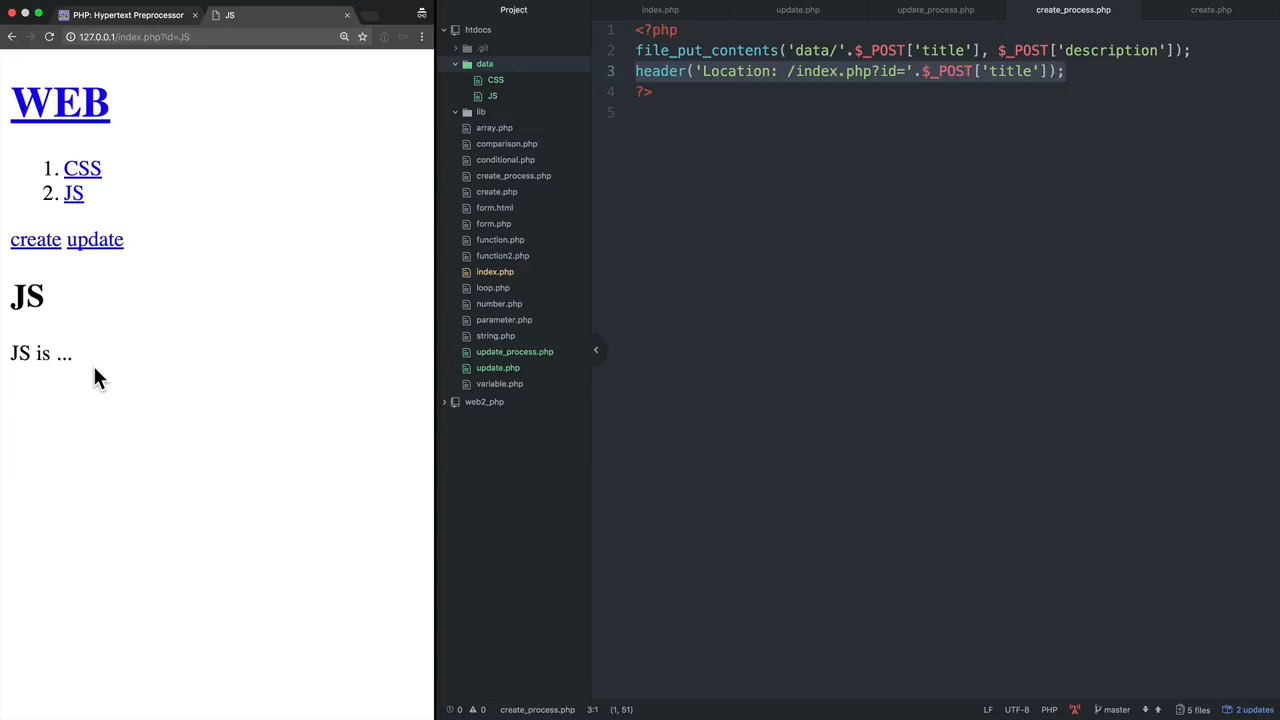 PHP: Hypertext Preprocessor
JS
127.0.0.1/index.php?id=JS
WEB
1. CSS
2. JS
create update
JS
JS is ...
Project
htdocs
.git
data
CSS
JS
lib
array.php
comparison.php
conditional.php
create_process.php
create.php
form.html
form.php
function.php
function2.php
index.php
loop.php
number.php
parameter.php
string.php
update_process.php
update.php
variable.php
web2_php
index.php update.php update_process.php create_process.php create.php
1 <?php
2 file_put_contents('data/'.$_POST['title'], $_POST['description']);
3 header('Location: /index.php?id='.$_POST['title']);
4 ?>
5
0 0 create_process.php 3:1 (1, 51) LF UTF-8 PHP master 5 files 2 updates